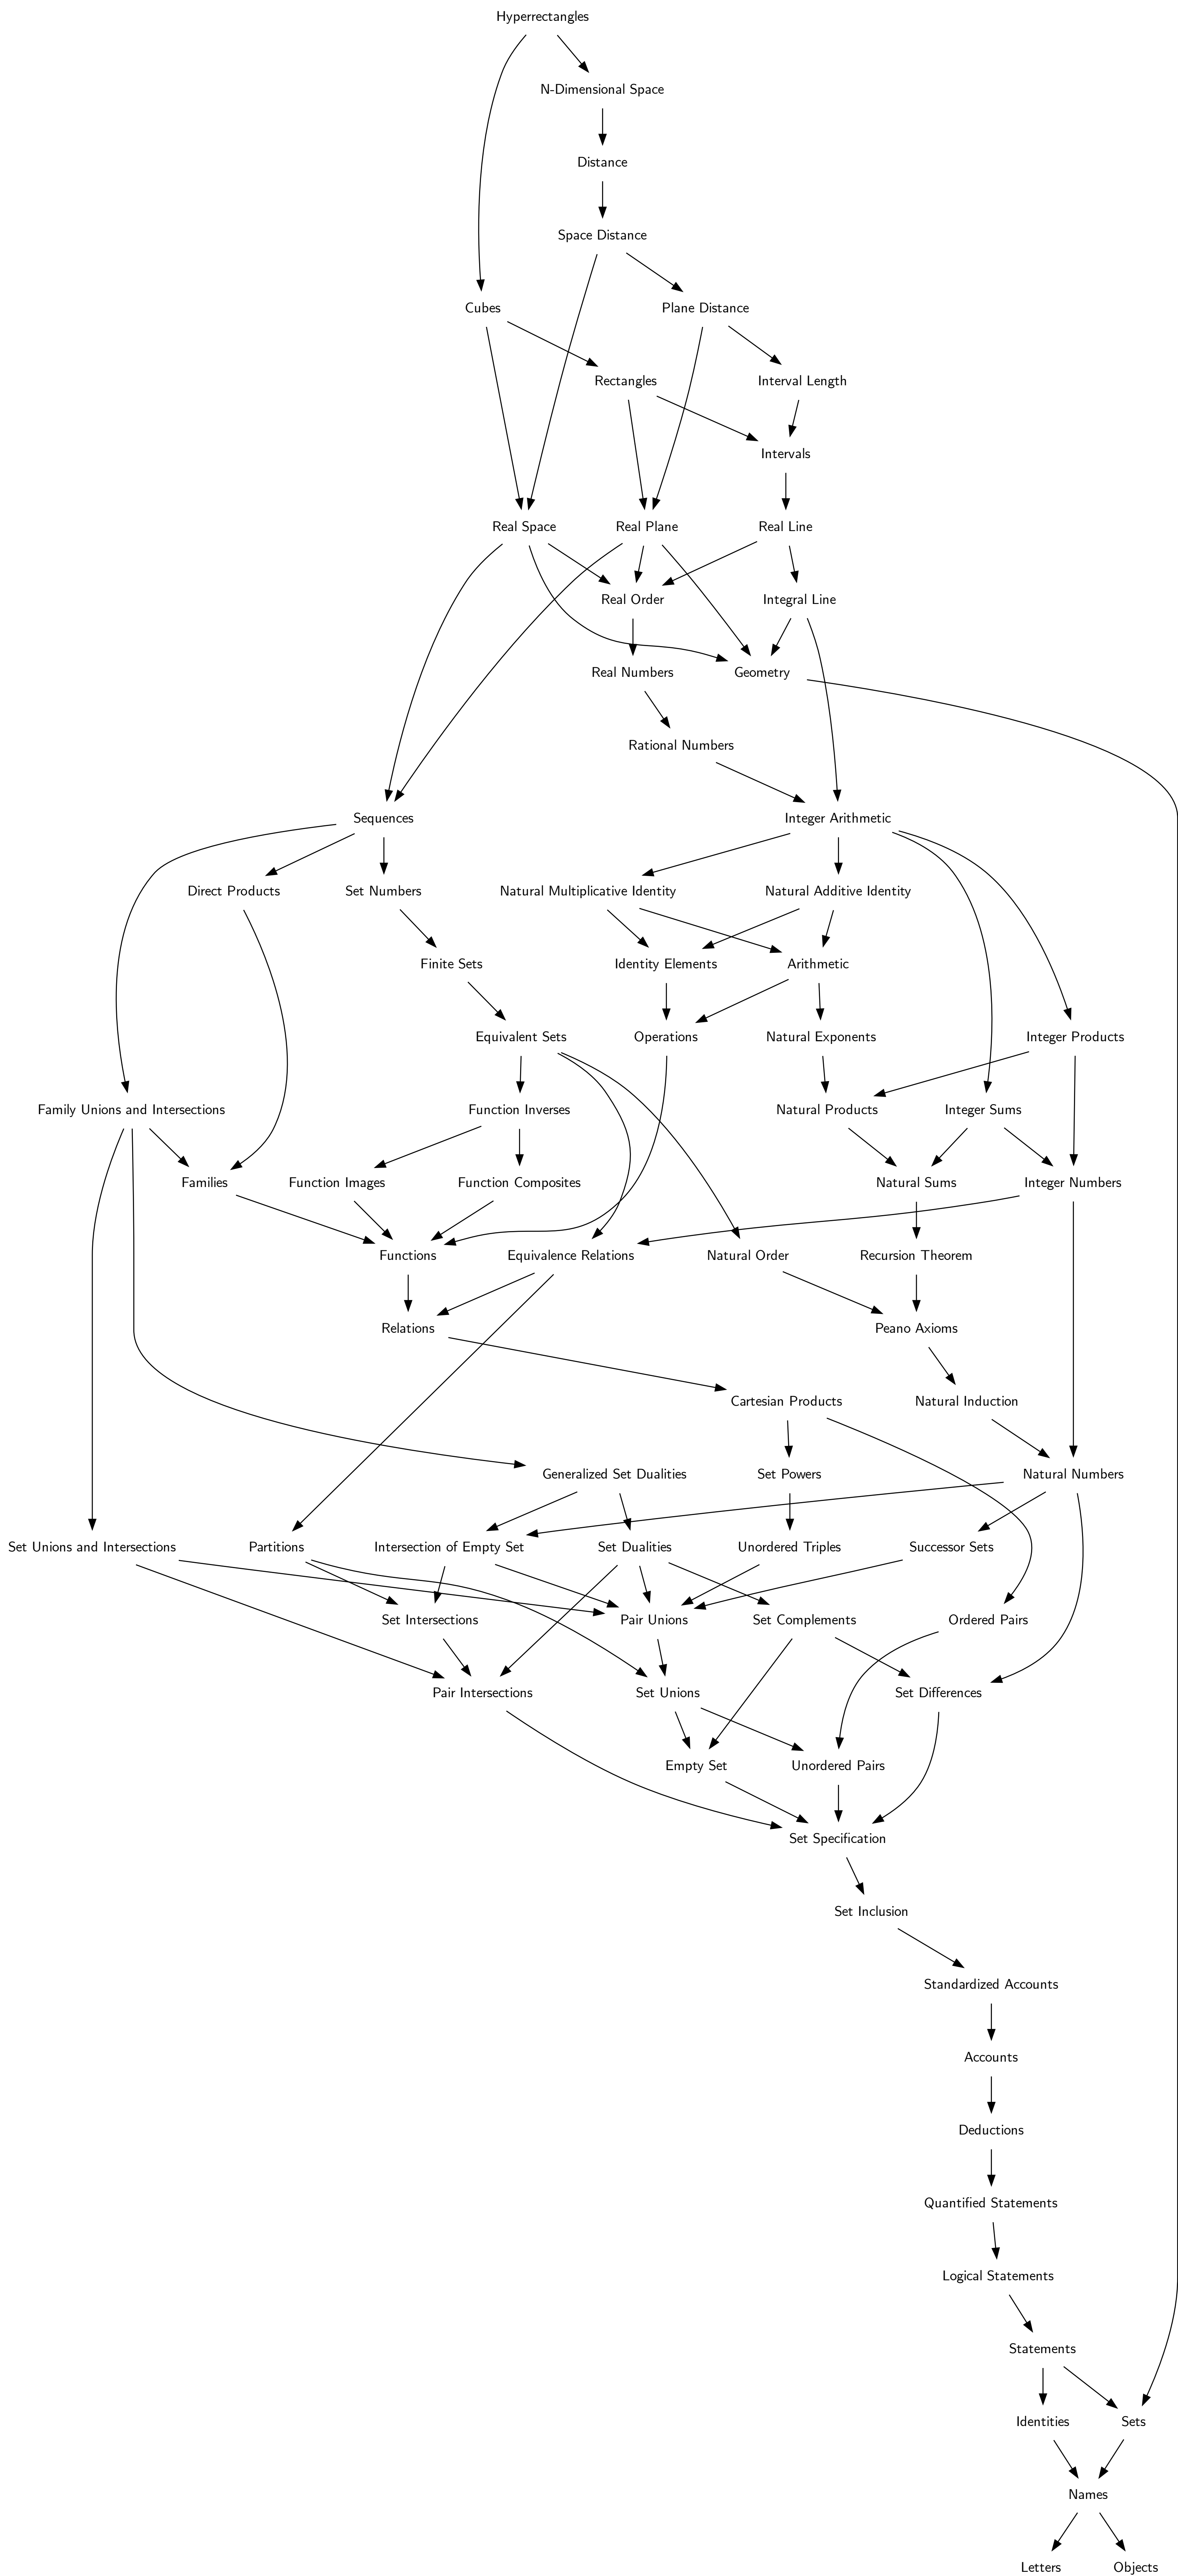 Hyperrectangles
N-Dimensional Space
Distance
Space Distance
Cubes
Plane Distance
Rectangles
Interval Length
Intervals
Real Space
Real Plane
Real Line
Real Order
Integral Line
Real Numbers
Geometry
Rational Numbers
Sequences
Integer Arithmetic
Direct Products
Set Numbers
Natural Multiplicative Identity
Natural Additive Identity
Finite Sets
Identity Elements
Arithmetic
Equivalent Sets
Operations
Natural Exponents
Integer Products
Family Unions and Intersections
Function Inverses
Natural Products
Integer Sums
Families
Function Images
Function Composites
Natural Sums
Integer Numbers
Functions
Equivalence Relations
Natural Order
Recursion Theorem
Relations
Peano Axioms
Cartesian Products
Natural Induction
Generalized Set Dualities
Set Powers
Natural Numbers
Set Unions and Intersections
Partitions
Intersection of Empty Set
Set Dualities
Unordered Triples
Successor Sets
Set Intersections
Pair Unions
Set Complements
Ordered Pairs
Pair Intersections
Set Unions
Set Differences
Empty Set
Unordered Pairs
Set Specification
Set Inclusion
Standardized Accounts
Accounts
Deductions
Quantified Statements
Logical Statements
Statements
Identities
Sets
Names
Letters
Objects